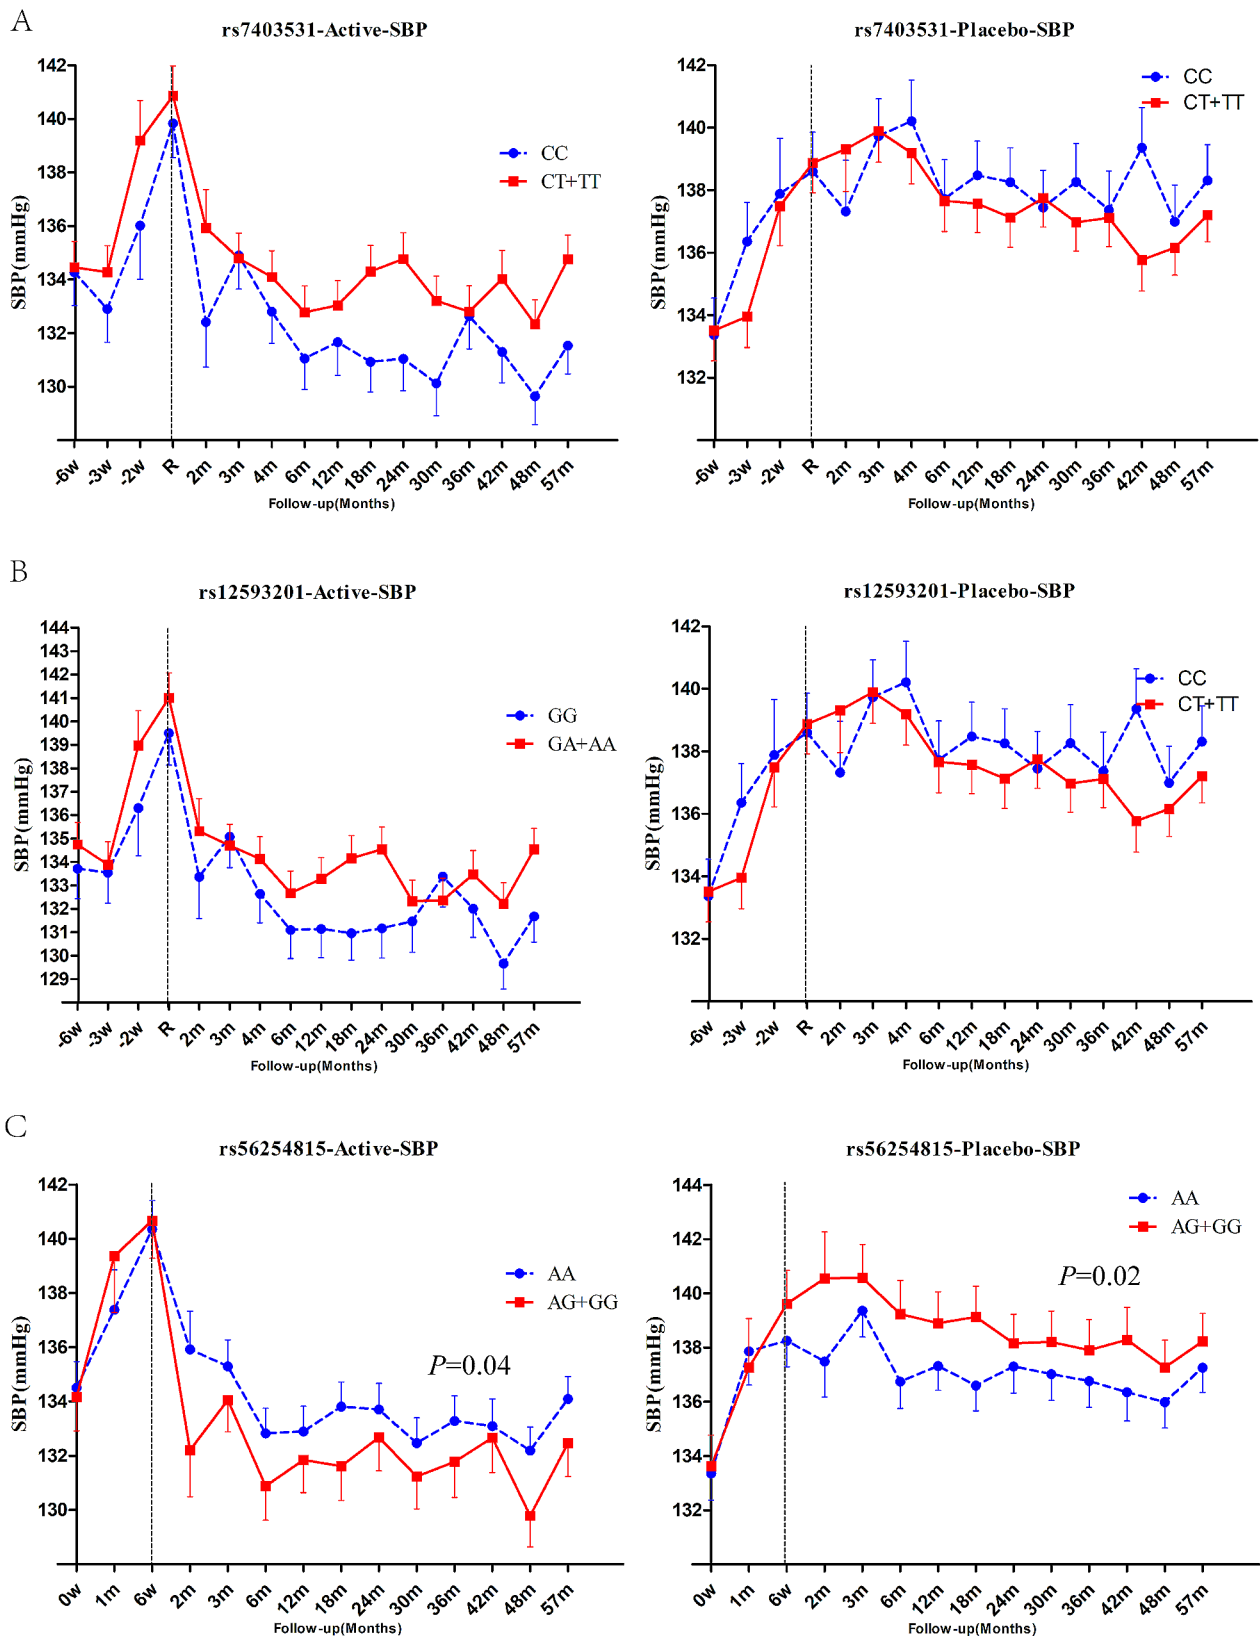 A
rs7403531-Active-SBP
142
140
138
136
134
132
130
SBP(mmHg)
CC
CT+TT
-6w -3w -2w R 2m 3m 4m 6m 12m 18m 24m 30m 36m 42m 48m 57m
Follow-up(Months)
rs7403531-Placebo-SBP
142
140
138
136
134
132
SBP(mmHg)
CC
CT+TT
-6w -3w -2w R 2m 3m 4m 6m 12m 18m 24m 30m 36m 42m 48m 57m
Follow-up(Months)
B
rs12593201-Active-SBP
144
143
142
141
140
139
138
137
136
135
134
133
132
131
130
129
SBP(mmHg)
GG
GA+AA
-6w -3w -2w R 2m 3m 4m 6m 12m 18m 24m 30m 36m 42m 48m 57m
Follow-up(Months)
rs12593201-Placebo-SBP
142
140
138
136
134
132
SBP(mmHg)
CC
CT+TT
-6w -3w -2w R 2m 3m 4m 6m 12m 18m 24m 30m 36m 42m 48m 57m
Follow-up(Months)
C
rs56254815-Active-SBP
142
140
138
136
134
132
130
SBP(mmHg)
AA
AG+GG
P=0.04
0w 1m 6w 2m 3m 6m 12m 18m 24m 30m 36m 42m 48m 57m
Follow-up(Months)
rs56254815-Placebo-SBP
144
142
140
138
136
134
132
SBP(mmHg)
AA
AG+GG
P=0.02
0w 1m 6w 2m 3m 6m 12m 18m 24m 30m 36m 42m 48m 57m
Follow-up(Months)